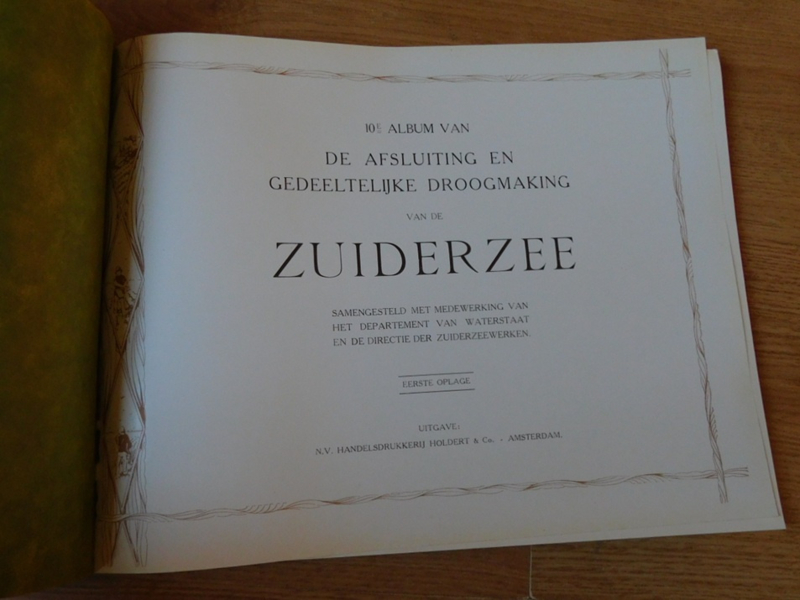 10E ALBUM VAN
DE AFSLUITING EN
GEDEELTELIJKE DROOGMAKING
VAN DE
ZUIDERZEE
SAMENGESTELD MET MEDEWERKING VAN
HET DEPARTEMENT VAN WATERSTAAT
EN DE DIRECTIE DER ZUIDERZEEWERKEN.
EERSTE OPLAGE
UITGAVE:
N.V. HANDELSDRUKKERIJ HOLDERT & Co. - AMSTERDAM.